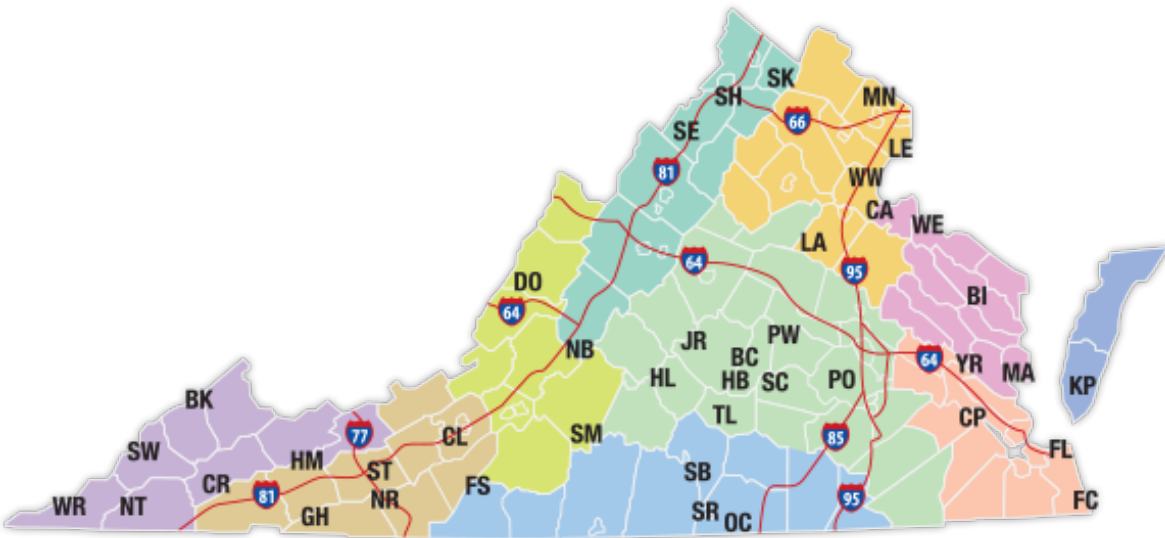 SK
MN
SH
66
SE
LE
81
WW
CA
WE
LA
64
95
DO
BI
64
PW
JR
NB
BC
64
YR
HL
HB
SC
PO
MA
KP
BK
TL
CP
77
CL
SM
85
FL
SW
HM
ST
CR
SB
FS
81
NR
95
FC
WR
NT
GH
SR
OC